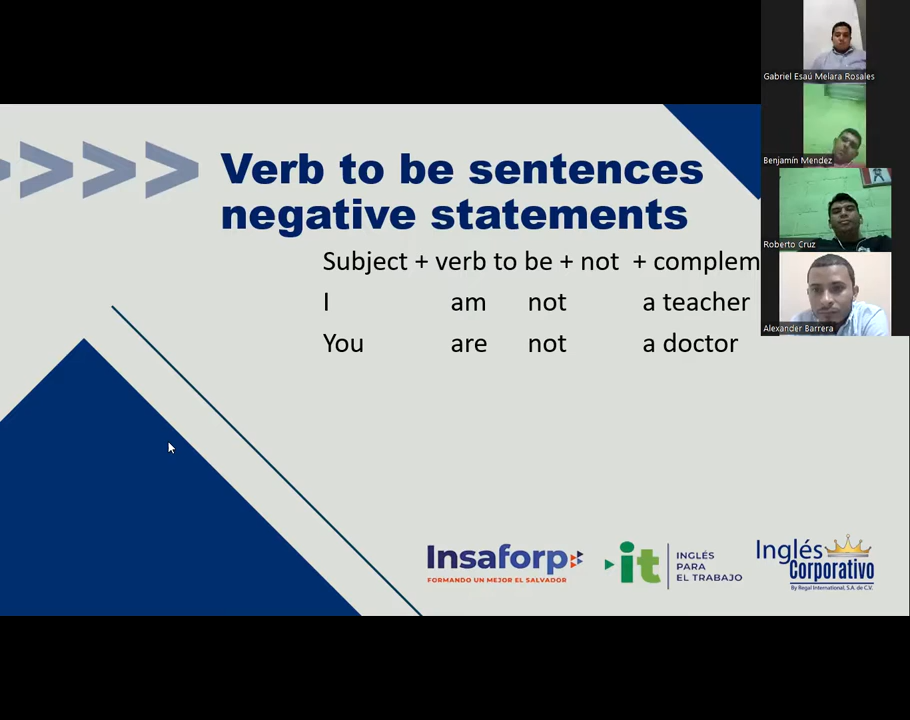 Gabriel Esaú Melara Rosales
Benjamín Mendez
Roberto Cruz
Alexander Barrera
>>>>
Verb to be sentences
negative statements
Subject + verb to be + not + complem
I am not a teacher
You are not a doctor
Insaforp
FORMANDO UN MEJOR EL SALVADOR
it
INGLÉS
PARA
EL TRABAJO
Inglés
Corporativo
By Regal International, S.A. de C.V.